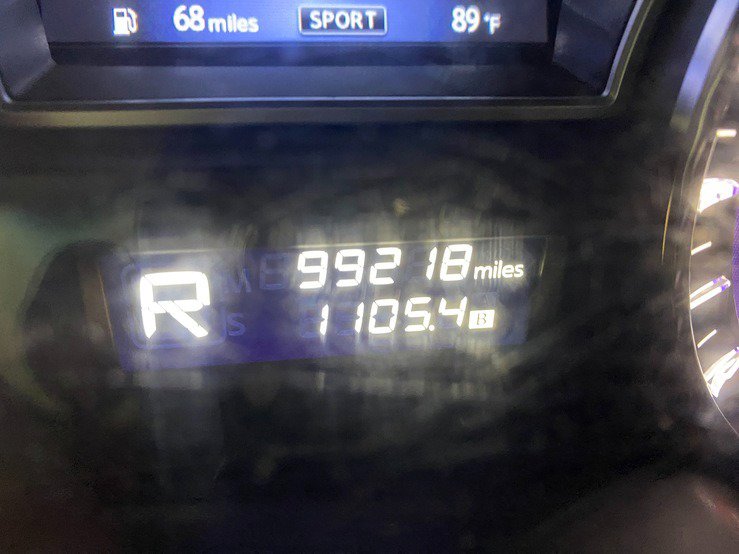 68 miles SPORT 89 °F
R 99218 miles
S 1105.4 B